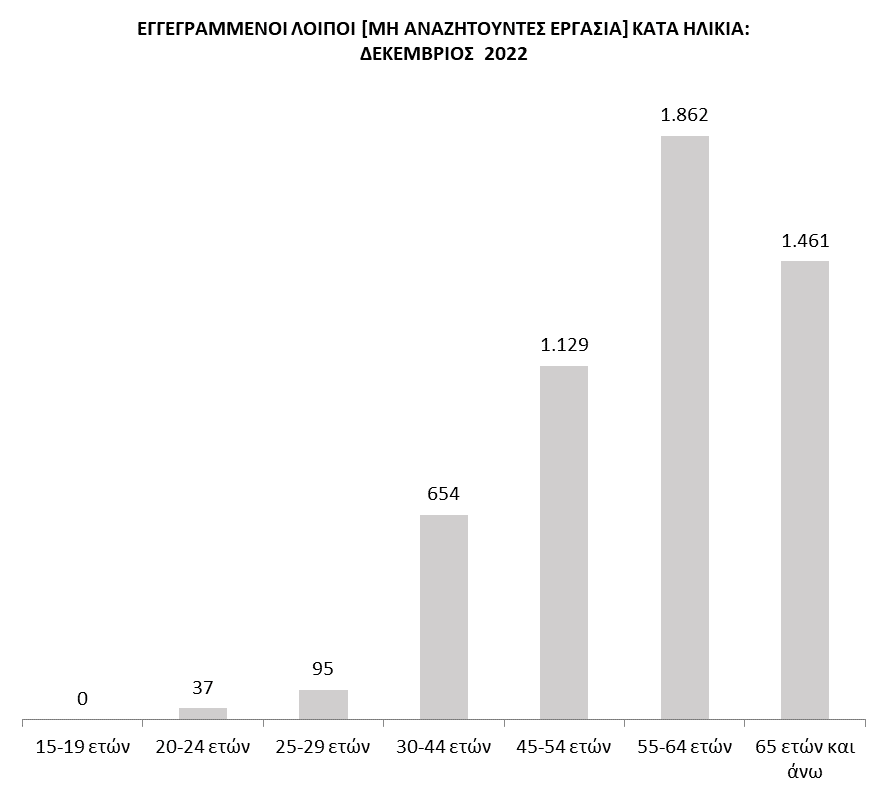 ΕΓΓΕΓΡΑΜΜΕΝΟΙ ΛΟΙΠΟΙ [ΜΗ ΑΝΑΖΗΤΟΥΝΤΕΣ ΕΡΓΑΣΙΑ] ΚΑΤΑ ΗΛΙΚΙΑ:
ΔΕΚΕΜΒΡΙΟΣ 2022
1.862
1.461
1.129
654
95
37
0
15-19 ετών
20-24 ετών
25-29 ετών
30-44 ετών
45-54 ετών
55-64 ετών
65 ετών και
άνω